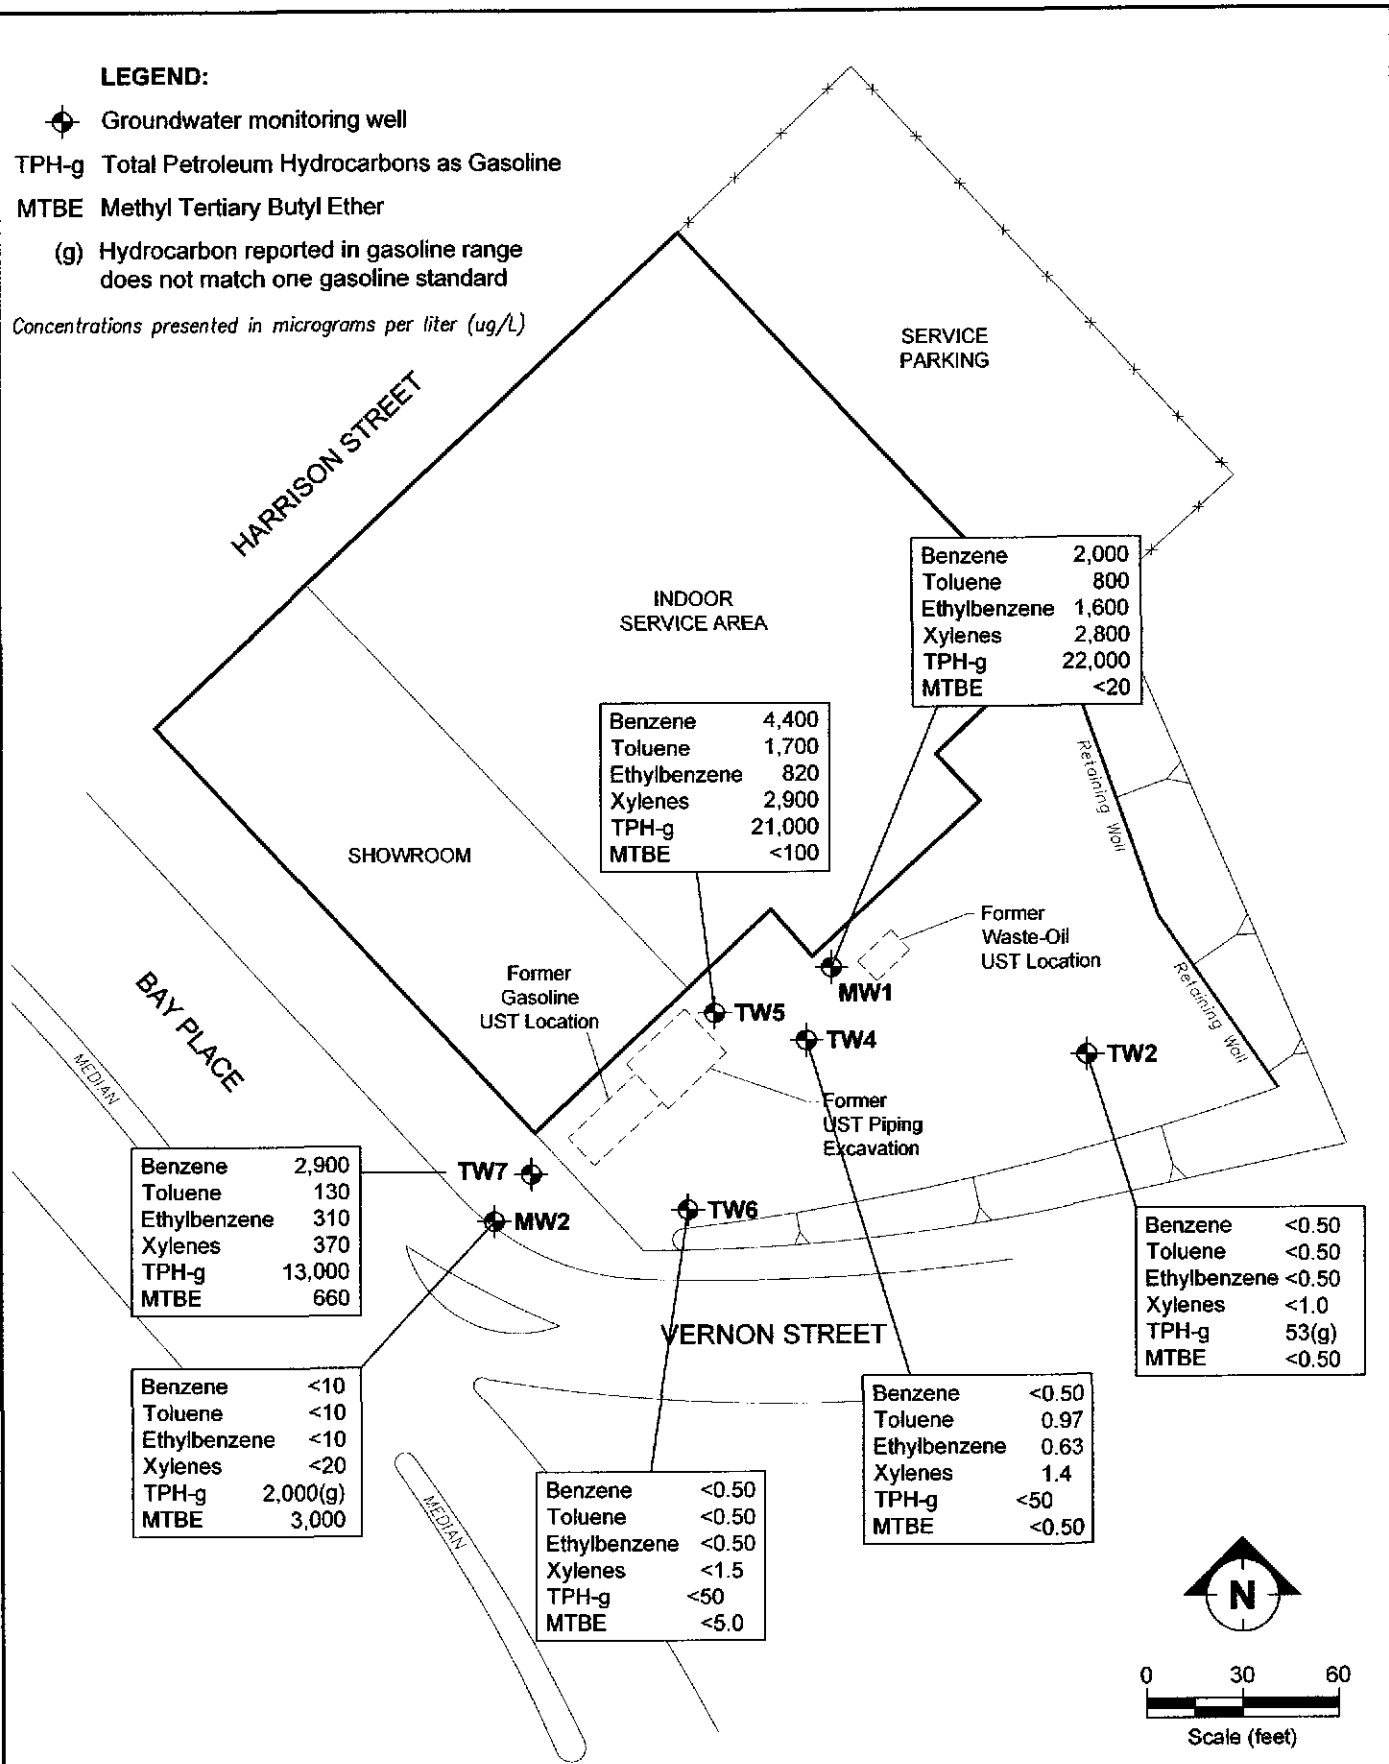 LEGEND:
Groundwater monitoring well
TPH-g Total Petroleum Hydrocarbons as Gasoline
MTBE Methyl Tertiary Butyl Ether
(g) Hydrocarbon reported in gasoline range
does not match one gasoline standard
Concentrations presented in micrograms per liter (ug/L)
SERVICE
PARKING
HARRISON STREET
INDOOR
SERVICE AREA
Benzene 2,000
Toluene 800
Ethylbenzene 1,600
Xylenes 2,800
TPH-g 22,000
MTBE <20
Benzene 4,400
Toluene 1,700
Ethylbenzene 820
Xylenes 2,900
TPH-g 21,000
MTBE <100
Retaining Wall
SHOWROOM
Former
Waste-Oil
UST Location
Former
Gasoline
UST Location
MW1
TW5
TW4
TW2
Retaining Wall
BAY PLACE
MEDIAN
Former
UST Piping
Excavation
Benzene 2,900
Toluene 130
Ethylbenzene 310
Xylenes 370
TPH-g 13,000
MTBE 660
TW7
MW2
TW6
Benzene <0.50
Toluene <0.50
Ethylbenzene <0.50
Xylenes <1.0
TPH-g 53(g)
MTBE <0.50
VERNON STREET
Benzene <10
Toluene <10
Ethylbenzene <10
Xylenes <20
TPH-g 2,000(g)
MTBE 3,000
Benzene <0.50
Toluene 0.97
Ethylbenzene 0.63
Xylenes 1.4
TPH-g <50
MTBE <0.50
MEDIAN
Benzene <0.50
Toluene <0.50
Ethylbenzene <0.50
Xylenes <1.5
TPH-g <50
MTBE <5.0
N
0 30 60
Scale (feet)